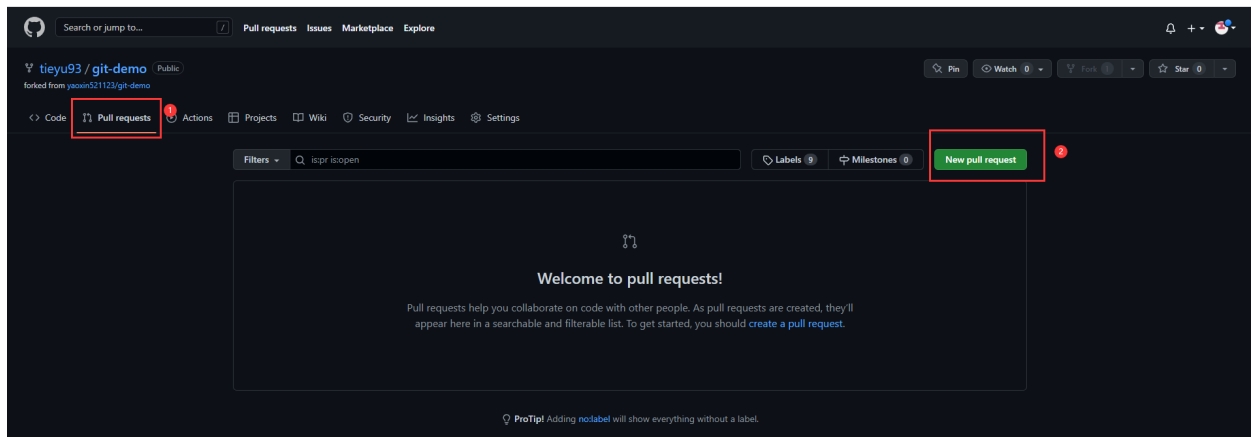 Search or jump to... / Pull requests Issues Marketplace Explore
tieyu93 / git-demo Public Pin Watch 0 Fork 1 Star 0
forked from yaoxin521123/git-demo
<> Code Pull requests 1 Actions Projects Wiki Security Insights Settings
Filters is:pr is:open Labels 9 Milestones 0 New pull request 2
Welcome to pull requests!
Pull requests help you collaborate on code with other people. As pull requests are created, they'll
appear here in a searchable and filterable list. To get started, you should create a pull request.
ProTip! Adding no:label will show everything without a label.